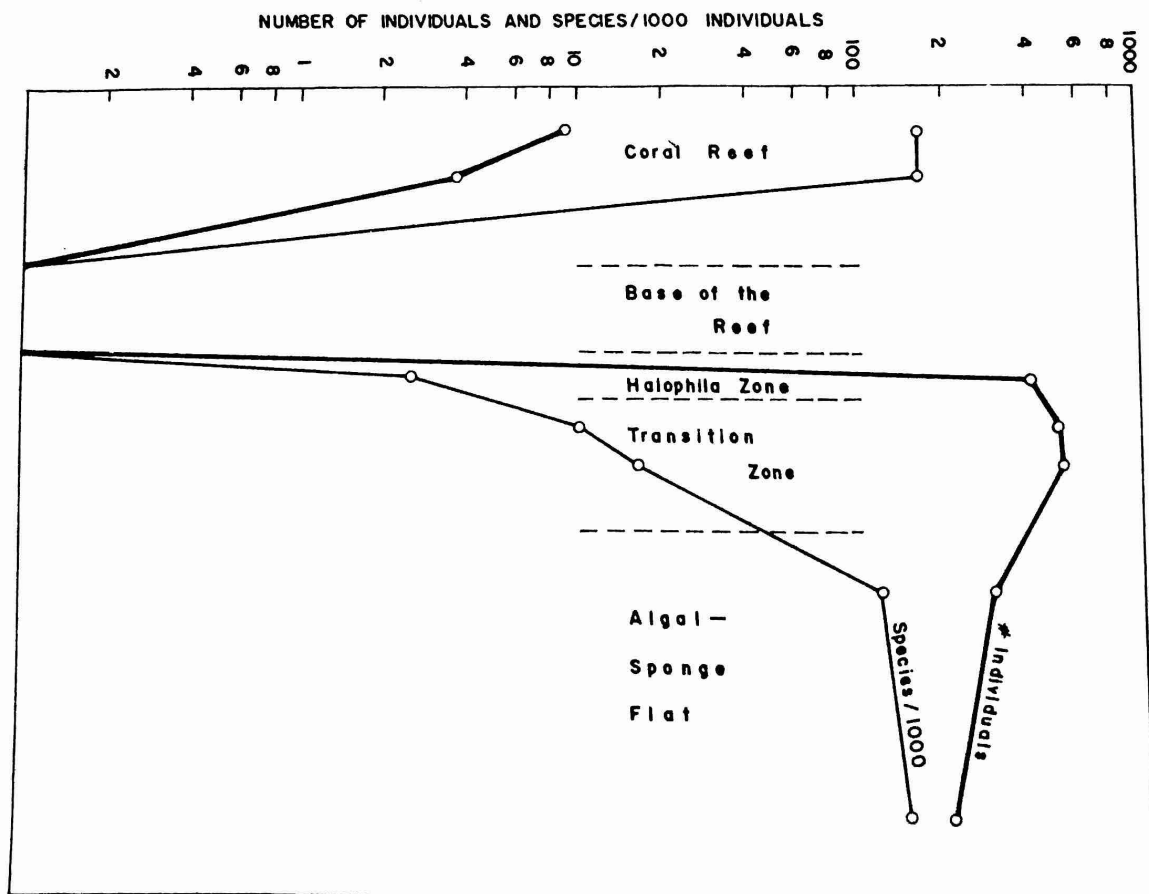 NUMBER OF INDIVIDUALS AND SPECIES/1000 INDIVIDUALS
2 4 6 8 1 2 4 6 8 10 2 4 6 8 100 2 4 6 8 1000
Coral Reef
Base of the
Reef
Halophila Zone
Transition
Zone
Algal—
Sponge
Flat
Species/1000
# Individuals